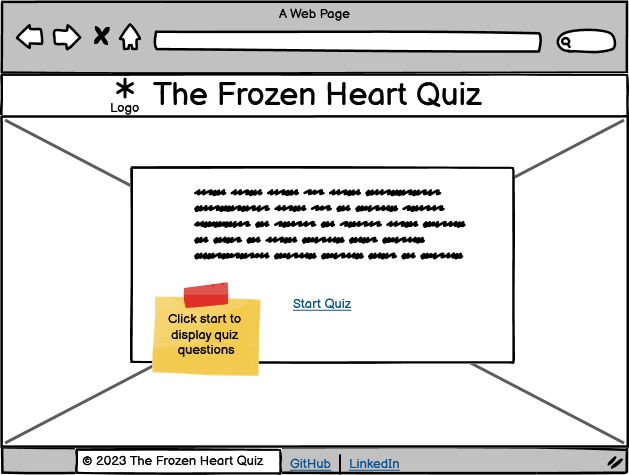 A Web Page
The Frozen Heart Quiz
Logo
Start Quiz
Click start to
display quiz
questions
© 2023 The Frozen Heart Quiz
GitHub
LinkedIn